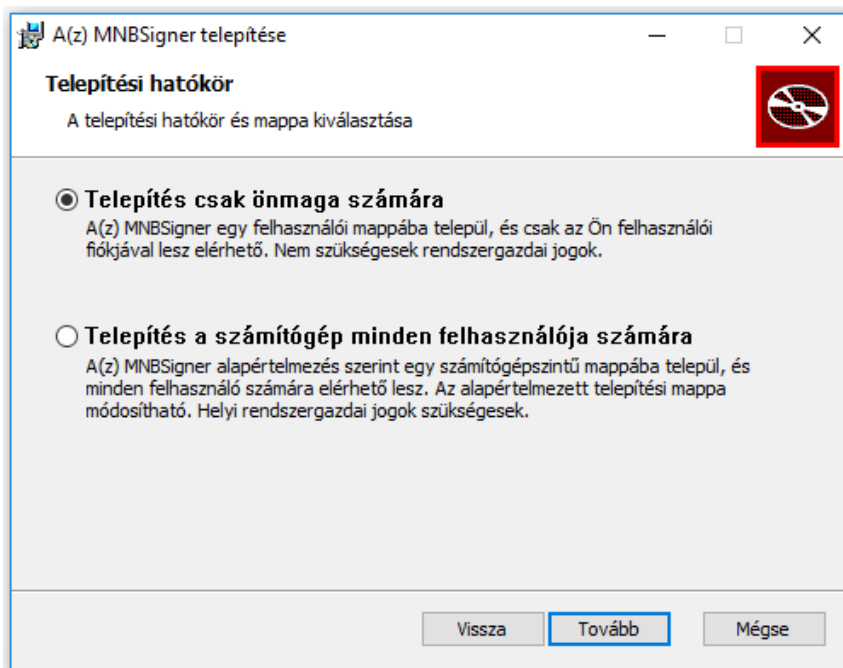 A(z) MNBSigner telepítése
Telepítési hatókör
A telepítési hatókör és mappa kiválasztása
Telepítés csak önmaga számára
A(z) MNBSigner egy felhasználói mappába települ, és csak az Ön felhasználói
fiókjával lesz elérhető. Nem szükségesek rendszergazdai jogok.
Telepítés a számítógép minden felhasználója számára
A(z) MNBSigner alapértelmezés szerint egy számítógépszintű mappába települ, és
minden felhasználó számára elérhető lesz. Az alapértelmezett telepítési mappa
módosítható. Helyi rendszergazdai jogok szükségesek.
Vissza Tovább Mégse